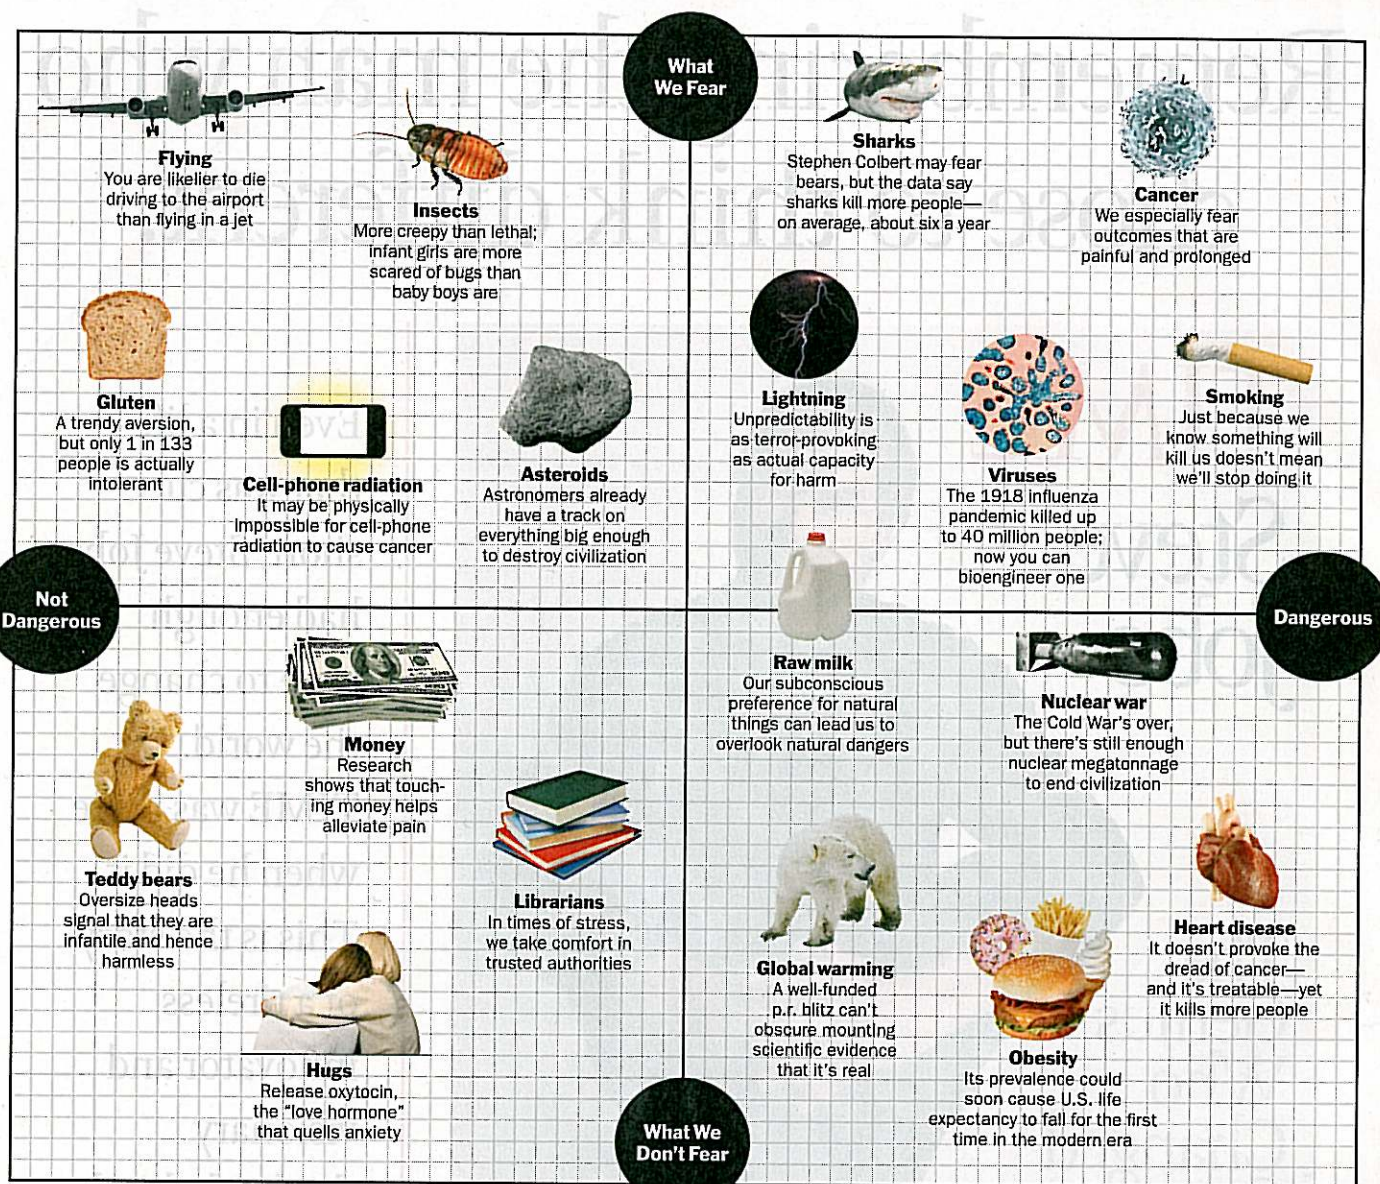 What
We Fear
Flying
You are likelier to die
driving to the airport
than flying in a jet
Insects
More creepy than lethal;
infant girls are more
scared of bugs than
baby boys are
Sharks
Stephen Colbert may fear
bears, but the data say
sharks kill more people—
on average, about six a year
Cancer
We especially fear
outcomes that are
painful and prolonged
Gluten
A trendy aversion,
but only 1 in 133
people is actually
intolerant
Cell-phone radiation
It may be physically
impossible for cell-phone
radiation to cause cancer
Asteroids
Astronomers already
have a track on
everything big enough
to destroy civilization
Lightning
Unpredictability is
as terror-provoking
as actual capacity
for harm
Viruses
The 1918 influenza
pandemic killed up
to 40 million people;
now you can
bioengineer one
Smoking
Just because we
know something will
kill us doesn't mean
we'll stop doing it
Not
Dangerous
Dangerous
Raw milk
Our subconscious
preference for natural
things can lead us to
overlook natural dangers
Nuclear war
The Cold War's over,
but there's still enough
nuclear megatonnage
to end civilization
Money
Research
shows that touch-
ing money helps
alleviate pain
Teddy bears
Oversize heads
signal that they are
infantile and hence
harmless
Librarians
In times of stress,
we take comfort in
trusted authorities
Hugs
Release oxytocin,
the "love hormone"
that quells anxiety
Global warming
A well-funded
p.r. blitz can't
obscure mounting
scientific evidence
that it's real
Heart disease
It doesn't provoke the
dread of cancer—
and it's treatable—yet
it kills more people
Obesity
Its prevalence could
soon cause U.S. life
expectancy to fall for the first
time in the modern era
What We
Don't Fear